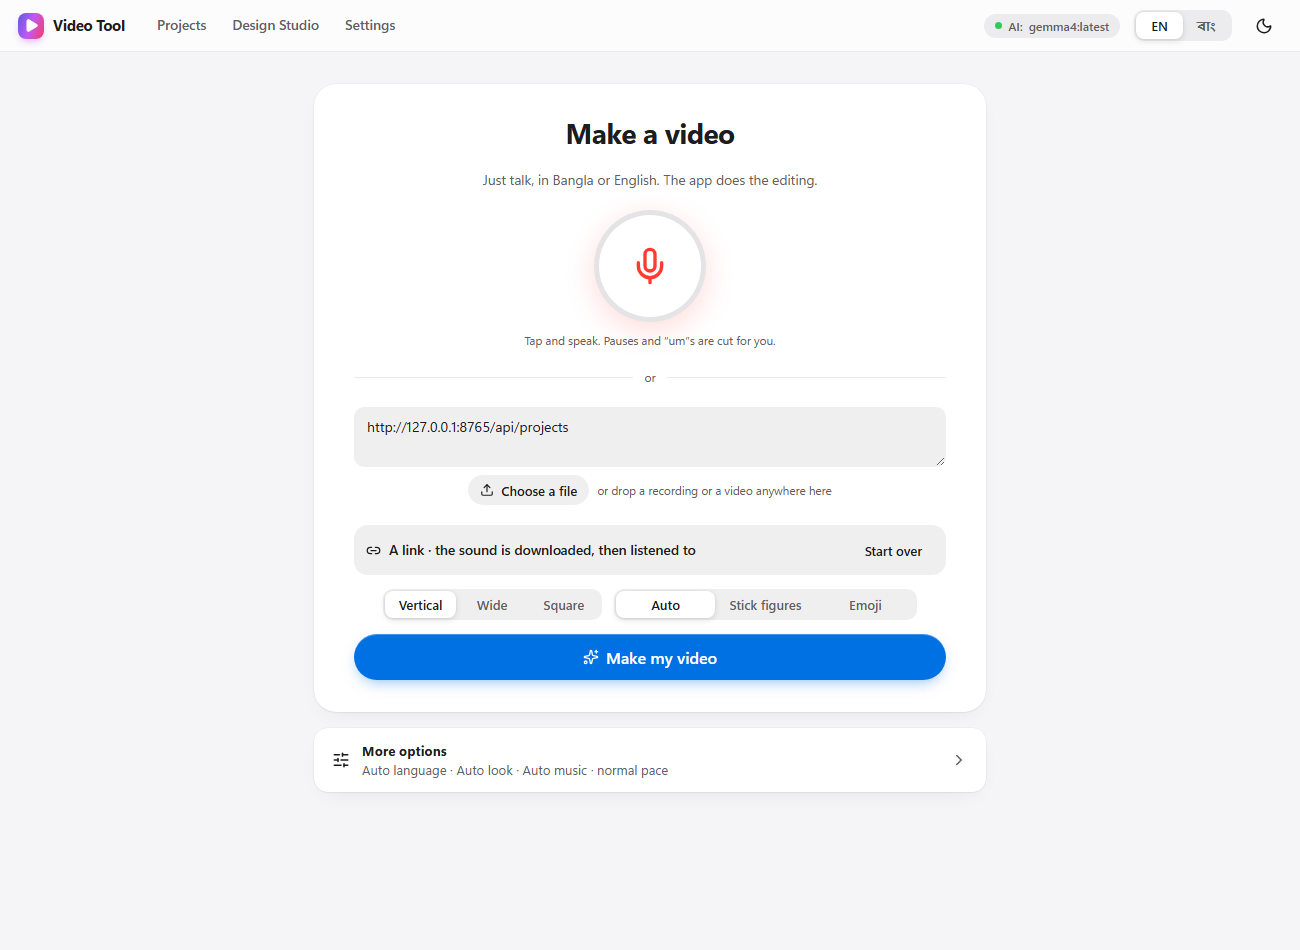 Video Tool
Projects
Design Studio
Settings
AI: gemma4:latest
EN
বাং
Make a video
Just talk, in Bangla or English. The app does the editing.
Tap and speak. Pauses and “um”s are cut for you.
or
http://127.0.0.1:8765/api/projects
Choose a file
or drop a recording or a video anywhere here
A link · the sound is downloaded, then listened to
Start over
Vertical
Wide
Square
Auto
Stick figures
Emoji
Make my video
More options
Auto language · Auto look · Auto music · normal pace